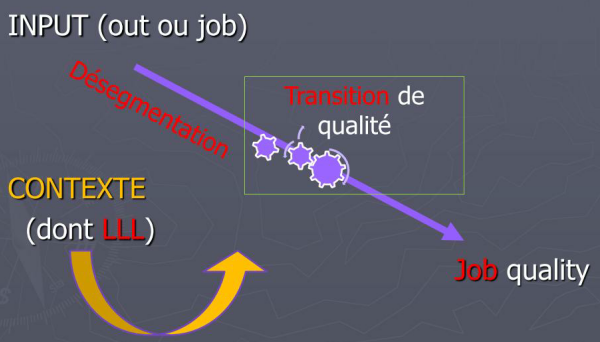 INPUT (out ou job)
Désegmentation
Transition de
qualité
CONTEXTE
(dont LLL)
Job quality